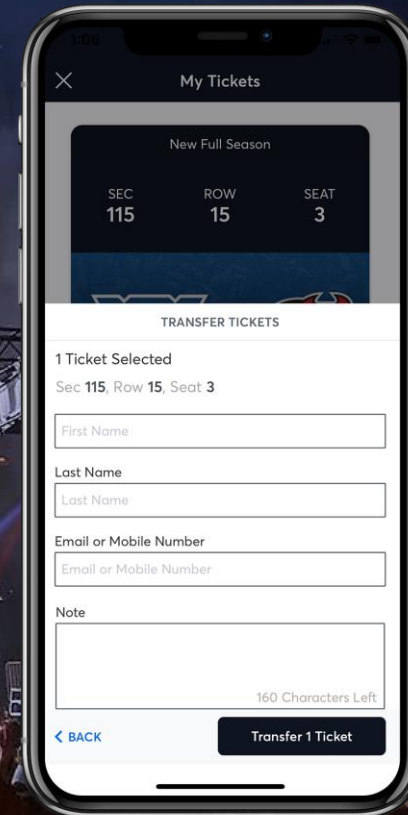 1:06
My Tickets
New Full Season
SEC ROW SEAT
115 15 3
TRANSFER TICKETS
1 Ticket Selected
Sec 115, Row 15, Seat 3
First Name
Last Name
Last Name
Email or Mobile Number
Email or Mobile Number
Note
160 Characters Left
BACK Transfer 1 Ticket